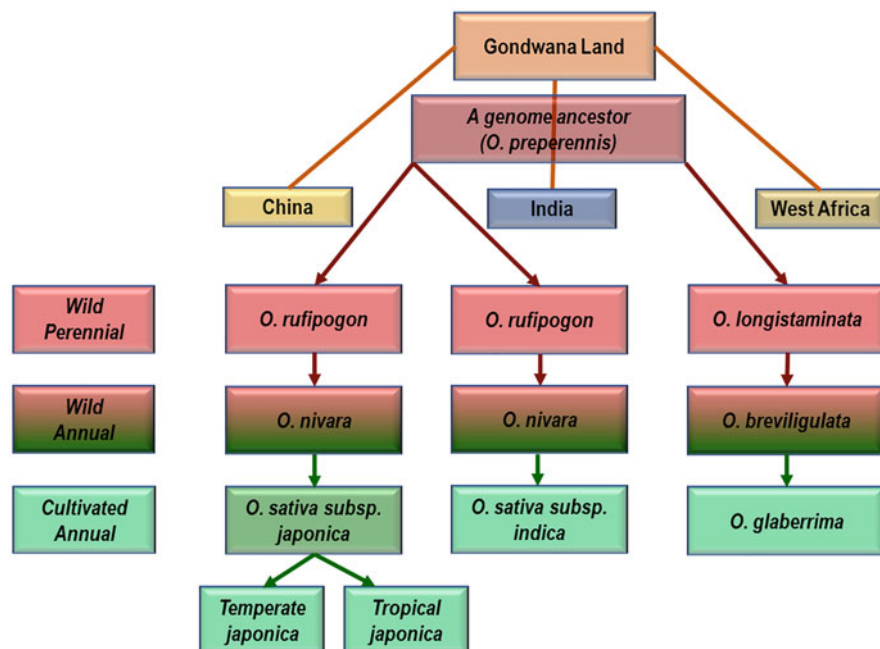 Gondwana Land
A genome ancestor
(O. preperennis)
China
India
West Africa
Wild
Perennial
O. rufipogon
O. rufipogon
O. longistaminata
Wild
Annual
O. nivara
O. nivara
O. breviligulata
Cultivated
Annual
O. sativa subsp.
japonica
O. sativa subsp.
indica
O. glaberrima
Temperate
japonica
Tropical
japonica